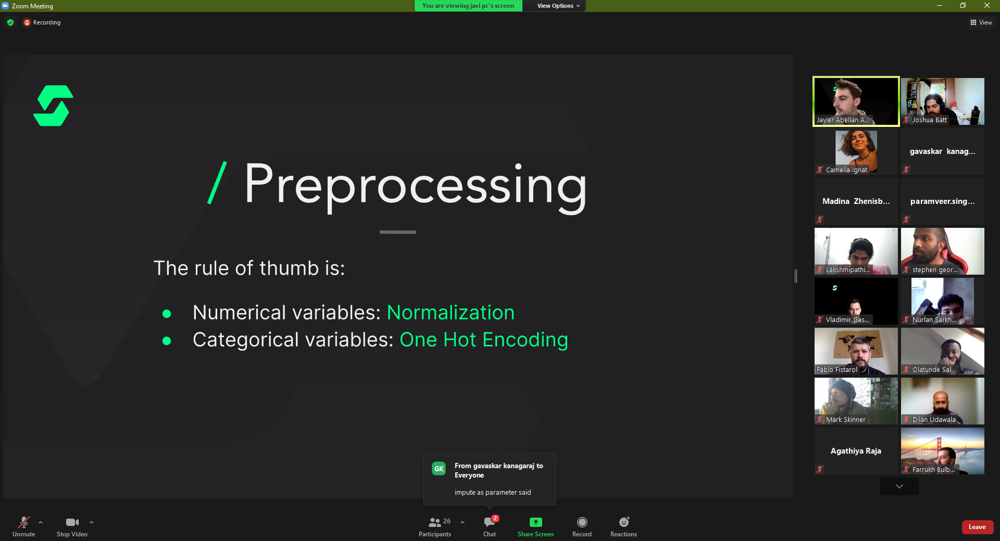 Zoom Meeting
You are viewing javi pc's screen
View Options
Recording
View
/ Preprocessing
The rule of thumb is:
Numerical variables: Normalization
Categorical variables: One Hot Encoding
Javier Abellán A...
Joshua Batt
Camelia Ignat
gavaskar kanag...
Madina Zhenisb...
paramveer.sing...
Lakshmipathi...
stephen geor...
Vladimir Gas...
Nurlan Sarkh...
Fabio Fistarol
Olatunde Sal...
Mark Skinner
Dilan Udawala
Agathiya Raja
Farrukh Bulb...
GK
From gavaskar kanagaraj to
Everyone
impute as parameter said
Unmute
Stop Video
26
Participants
2
Chat
Share Screen
Record
Reactions
Leave